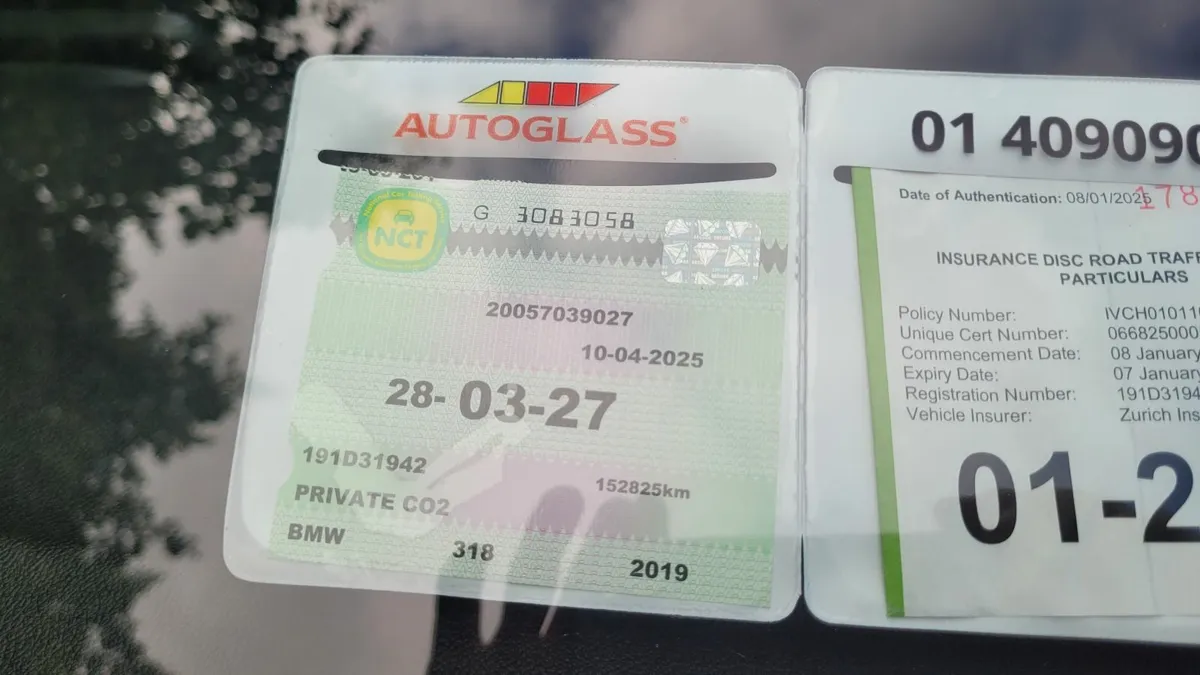 AUTOGLASS®
NCT
G 3083058
20057039027
10-04-2025
28-03-27
191D31942
152825km
PRIVATE CO2
BMW 318 2019
01 409090
Date of Authentication: 08/01/2025
178
INSURANCE DISC ROAD TRAFF
PARTICULARS
Policy Number: IVCH01011
Unique Cert Number: 066825000
Commencement Date: 08 January
Expiry Date: 07 January
Registration Number: 191D3194
Vehicle Insurer: Zurich Ins
01-2